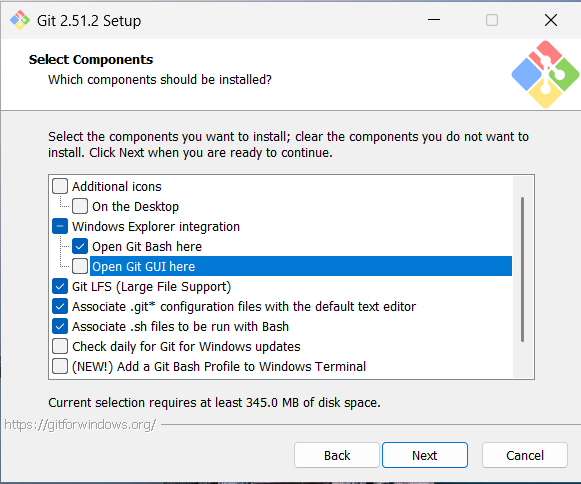 Git 2.51.2 Setup
Select Components
Which components should be installed?
Select the components you want to install; clear the components you do not want to
install. Click Next when you are ready to continue.
Additional icons
On the Desktop
Windows Explorer integration
Open Git Bash here
Open Git GUI here
Git LFS (Large File Support)
Associate .git* configuration files with the default text editor
Associate .sh files to be run with Bash
Check daily for Git for Windows updates
(NEW!) Add a Git Bash Profile to Windows Terminal
Current selection requires at least 345.0 MB of disk space.
https://gitforwindows.org/
Back
Next
Cancel